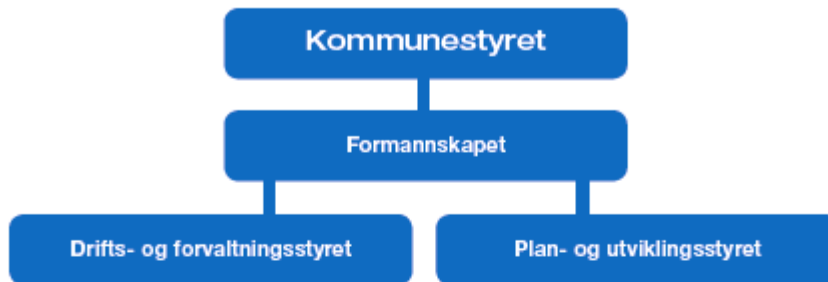 Kommunestyret
Formannskapet
Drifts- og forvaltningsstyret
Plan- og utviklingsstyret